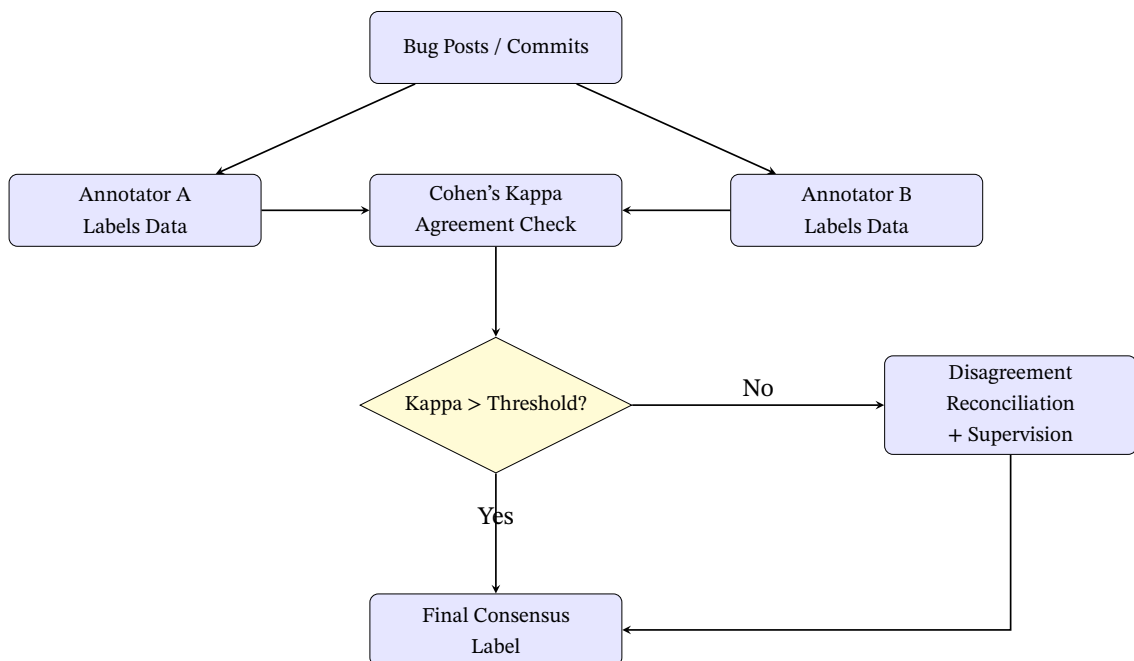 Bug Posts / Commits
Annotator A
Labels Data
Cohen’s Kappa
Agreement Check
Annotator B
Labels Data
Kappa > Threshold?
No
Disagreement
Reconciliation
+ Supervision
Yes
Final Consensus
Label